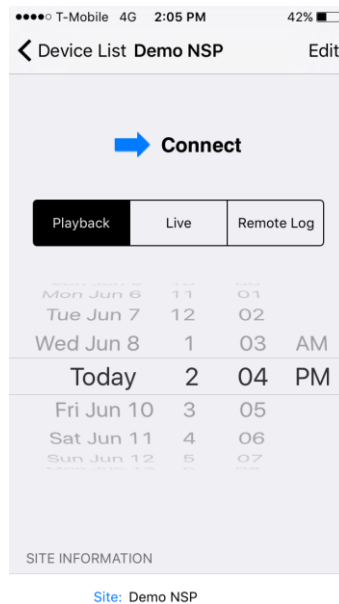 T-Mobile 4G 2:05 PM 42%
Device List Demo NSP Edit
Connect
Playback Live Remote Log
Mon Jun 6 11 01
Tue Jun 7 12 02
Wed Jun 8 1 03 AM
Today 2 04 PM
Fri Jun 10 3 05
Sat Jun 11 4 06
Sun Jun 12 5 07
SITE INFORMATION
Site: Demo NSP